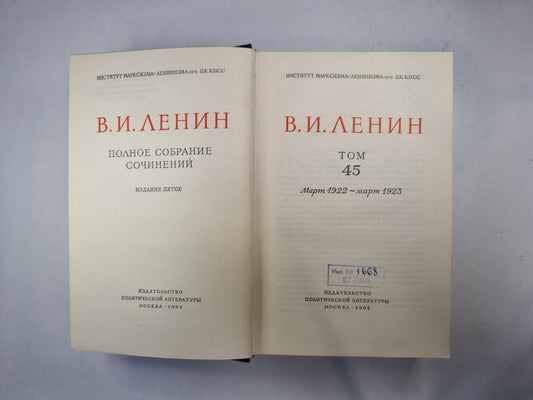 ИНСТИТУТ МАРКСИЗМА-ЛЕНИНИЗМА ПРИ ЦК КПСС
В. И. ЛЕНИН
ПОЛНОЕ СОБРАНИЕ
СОЧИНЕНИЙ
ИЗДАНИЕ ПЯТОЕ
ИЗДАТЕЛЬСТВО
ПОЛИТИЧЕСКОЙ ЛИТЕРАТУРЫ
МОСКВА · 1964
ИНСТИТУТ МАРКСИЗМА-ЛЕНИНИЗМА ПРИ ЦК КПСС
В. И. ЛЕНИН
ТОМ
45
Март 1922 ~ март 1923
Инв. № 1668
ИЗДАТЕЛЬСТВО
ПОЛИТИЧЕСКОЙ ЛИТЕРАТУРЫ
МОСКВА · 1964